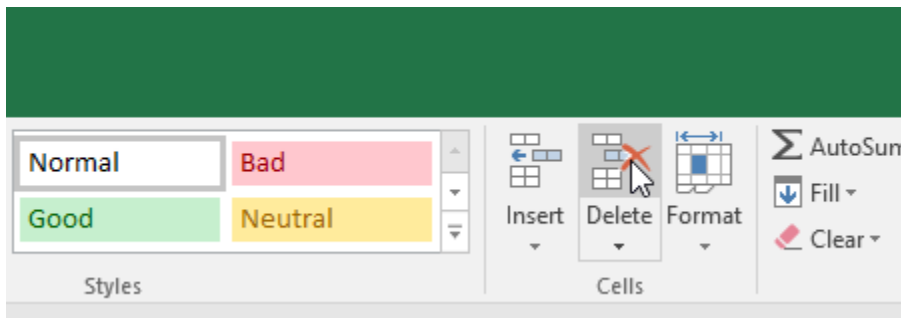 Normal Bad
Good Neutral
Styles
Insert Delete Format
Cells
AutoSum
Fill
Clear